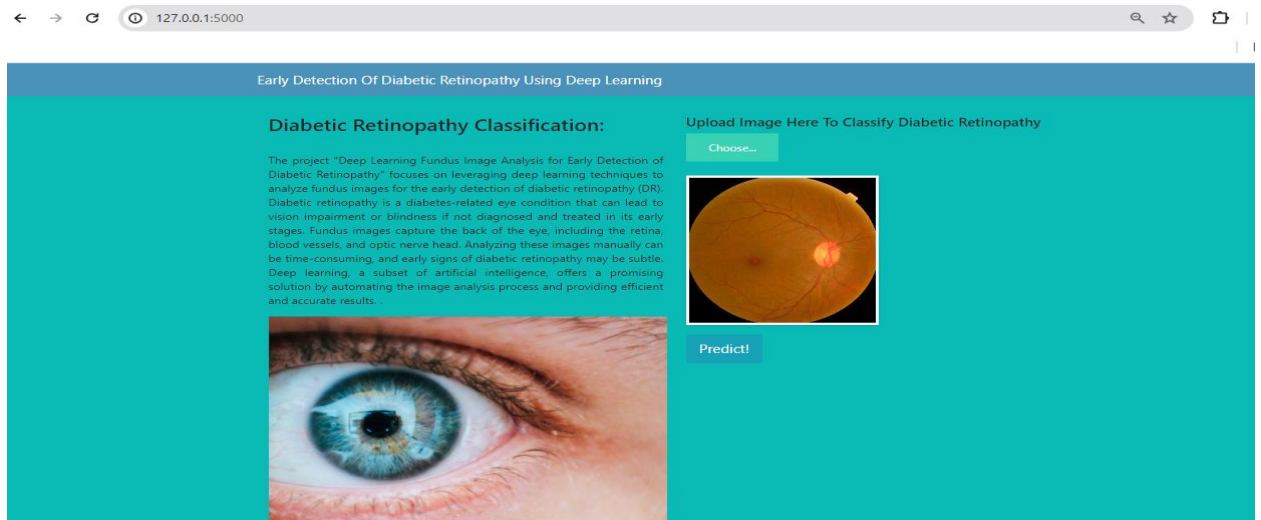 127.0.0.1:5000
Early Detection Of Diabetic Retinopathy Using Deep Learning
Diabetic Retinopathy Classification:
The project "Deep Learning Fundus Image Analysis for Early Detection of
Diabetic Retinopathy" focuses on leveraging deep learning techniques to
analyze fundus images for the early detection of diabetic retinopathy (DR).
Diabetic retinopathy is a diabetes-related eye condition that can lead to
vision impairment or blindness if not diagnosed and treated in its early
stages. Fundus images capture the back of the eye, including the retina,
blood vessels, and optic nerve head. Analyzing these images manually can
be time-consuming, and early signs of diabetic retinopathy may be subtle.
Deep learning, a subset of artificial intelligence, offers a promising
solution by automating the image analysis process and providing efficient
and accurate results. .
Upload Image Here To Classify Diabetic Retinopathy
Choose...
Predict!